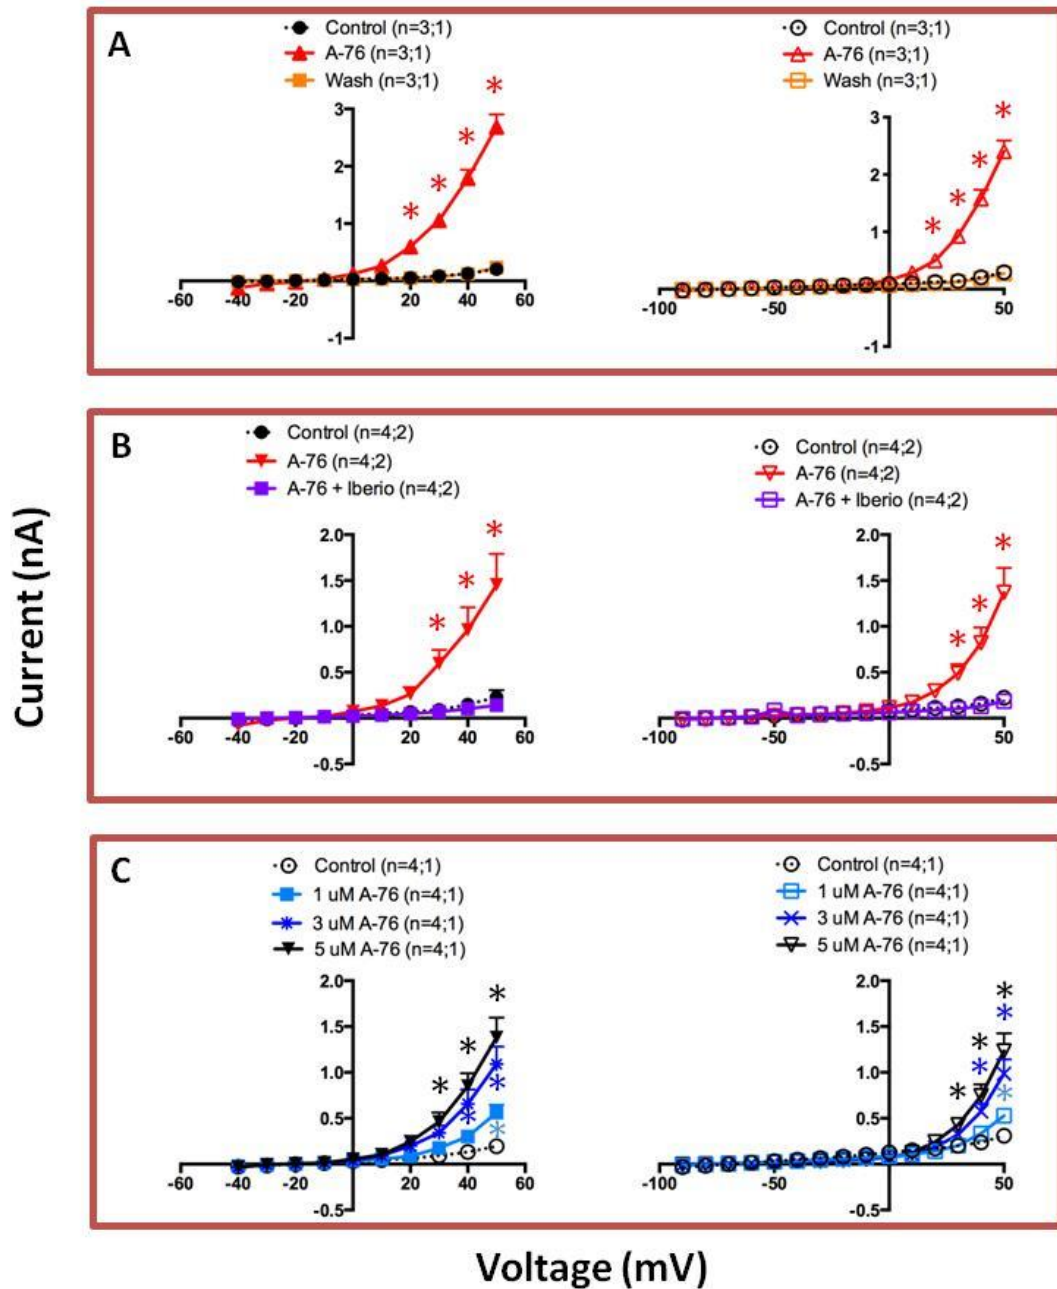 A
Control (n=3;1)
A-76 (n=3;1)
Wash (n=3;1)
3
2
1
-60 -40 -20 20 40 60
-1
Control (n=3;1)
A-76 (n=3;1)
Wash (n=3;1)
3
2
1
-100 -50 50
-1
B
Control (n=4;2)
A-76 (n=4;2)
A-76 + Iberio (n=4;2)
2.0
1.5
1.0
0.5
-60 -40 -20 20 40 60
-0.5
Control (n=4;2)
A-76 (n=4;2)
A-76 + Iberio (n=4;2)
2.0
1.5
1.0
0.5
-100 -50 50
-0.5
C
Control (n=4;1)
1 uM A-76 (n=4;1)
3 uM A-76 (n=4;1)
5 uM A-76 (n=4;1)
2.0
1.5
1.0
0.5
-60 -40 -20 20 40 60
-0.5
Control (n=4;1)
1 uM A-76 (n=4;1)
3 uM A-76 (n=4;1)
5 uM A-76 (n=4;1)
2.0
1.5
1.0
0.5
-100 -50 50
-0.5
Current (nA)
Voltage (mV)